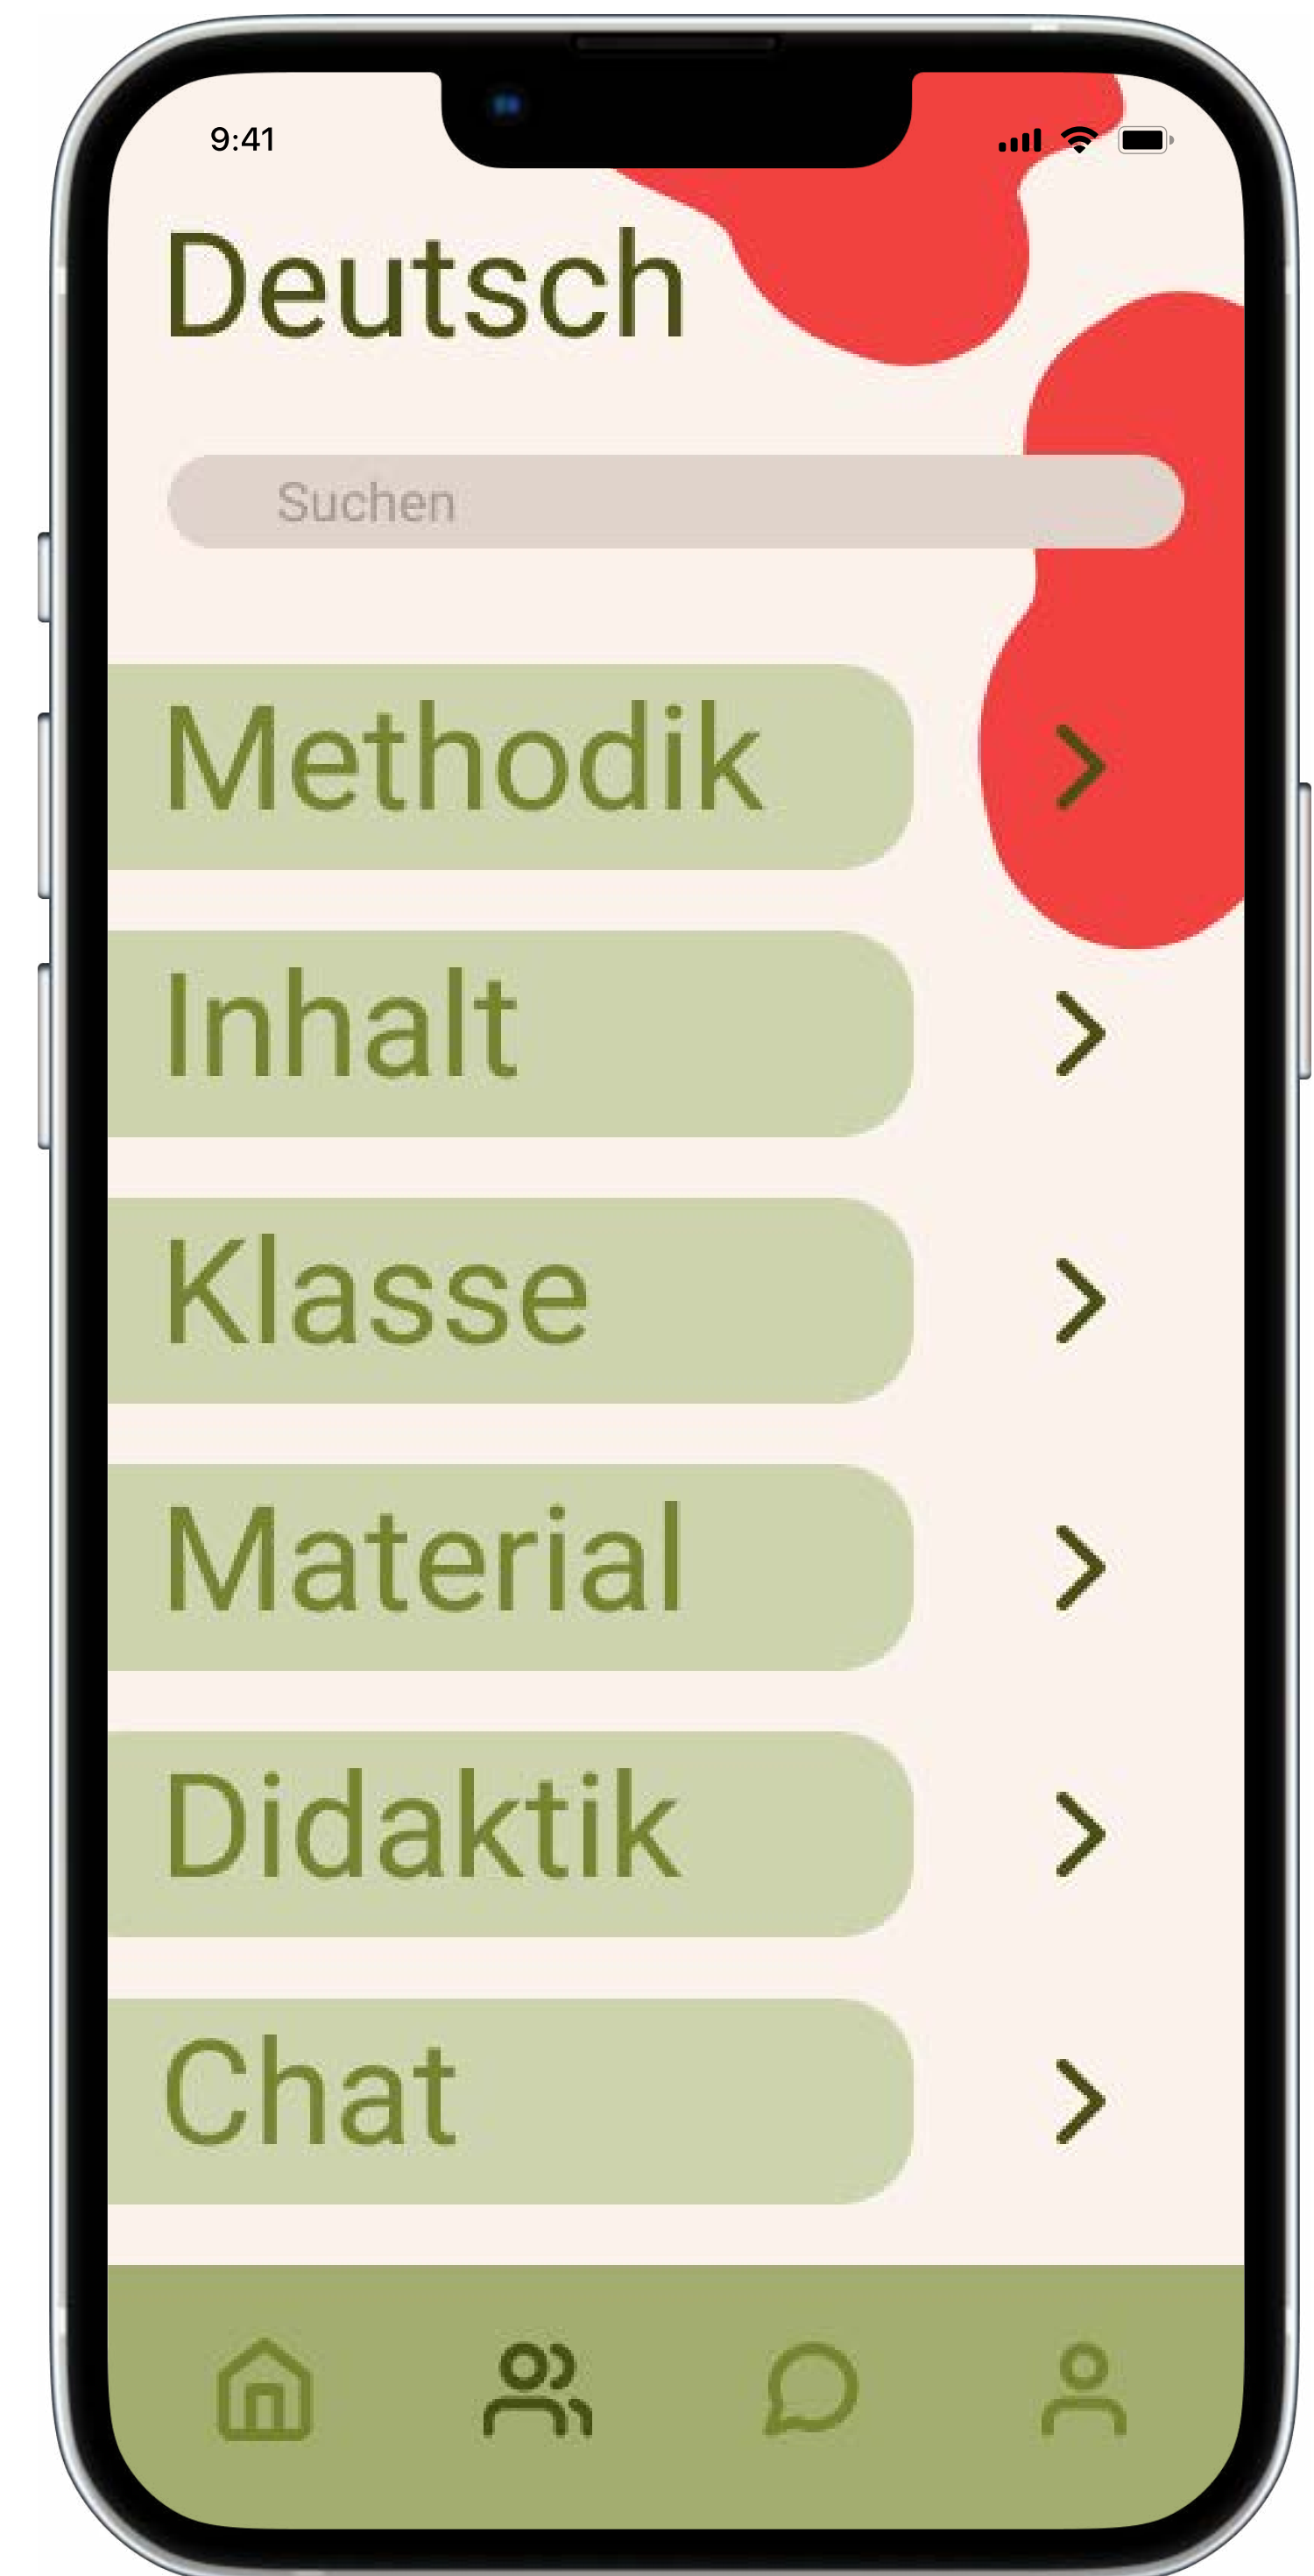 9:41
Deutsch
Suchen
Methodik
Inhalt
Klasse
Material
Didaktik
Chat